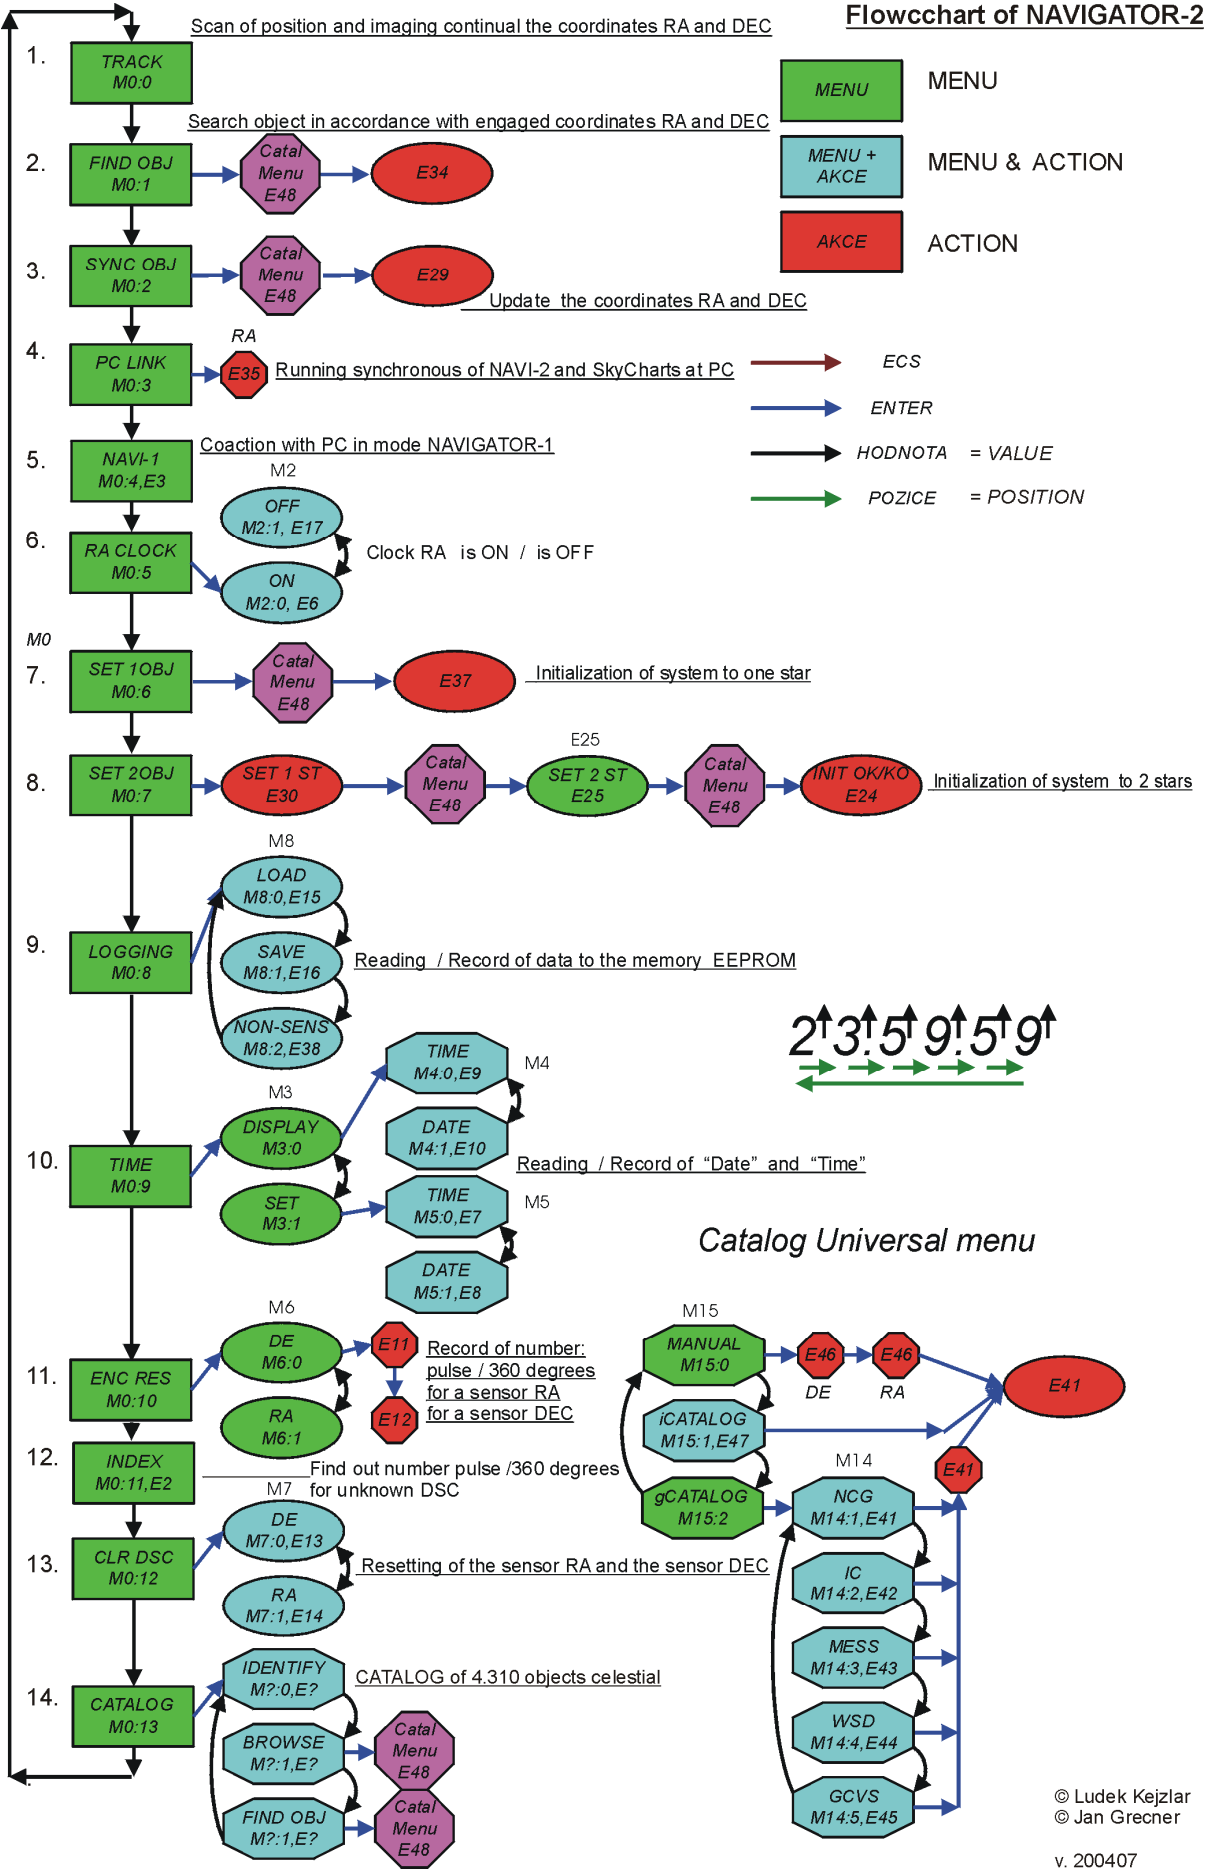 Flowcchart of NAVIGATOR-2
Scan of position and imaging continual the coordinates RA and DEC
1.
TRACK
M0:0
MENU
MENU
Search object in accordance with engaged coordinates RA and DEC
2.
FIND OBJ
M0:1
Catal
Menu
E48
E34
MENU +
AKCE
MENU & ACTION
AKCE
ACTION
3.
SYNC OBJ
M0:2
Catal
Menu
E48
E29
Update the coordinates RA and DEC
4.
PC LINK
M0:3
RA
E35
Running synchronous of NAVI-2 and SkyCharts at PC
ECS
ENTER
HODNOTA = VALUE
POZICE = POSITION
5.
NAVI-1
M0:4,E3
Coaction with PC in mode NAVIGATOR-1
M2
OFF
M2:1, E17
6.
RA CLOCK
M0:5
Clock RA is ON / is OFF
ON
M2:0, E6
M0
7.
SET 1OBJ
M0:6
Catal
Menu
E48
E37
Initialization of system to one star
8.
SET 2OBJ
M0:7
SET 1 ST
E30
Catal
Menu
E48
E25
SET 2 ST
E25
Catal
Menu
E48
INIT OK/KO
E24
Initialization of system to 2 stars
M8
LOAD
M8:0,E15
9.
LOGGING
M0:8
SAVE
M8:1,E16
Reading / Record of data to the memory EEPROM
NON-SENS
M8:2,E38
23.59.59
TIME
M4:0,E9
M4
M3
DISPLAY
M3:0
DATE
M4:1,E10
10.
TIME
M0:9
Reading / Record of “Date” and “Time”
SET
M3:1
TIME
M5:0,E7
M5
DATE
M5:1,E8
Catalog Universal menu
M6
DE
M6:0
E11
Record of number:
pulse / 360 degrees
for a sensor RA
for a sensor DEC
11.
ENC RES
M0:10
RA
M6:1
E12
M15
MANUAL
M15:0
E46
DE
E46
RA
E41
iCATALOG
M15:1,E47
gCATALOG
M15:2
E41
12.
INDEX
M0:11,E2
Find out number pulse /360 degrees
for unknown DSC
M14
NCG
M14:1,E41
IC
M14:2,E42
MESS
M14:3,E43
WSD
M14:4,E44
GCVS
M14:5,E45
M7
DE
M7:0,E13
13.
CLR DSC
M0:12
Resetting of the sensor RA and the sensor DEC
RA
M7:1,E14
IDENTIFY
M?:0,E?
CATALOG of 4.310 objects celestial
14.
CATALOG
M0:13
BROWSE
M?:1,E?
Catal
Menu
E48
FIND OBJ
M?:1,E?
Catal
Menu
E48
.
© Ludek Kejzlar
© Jan Grecner
v. 200407